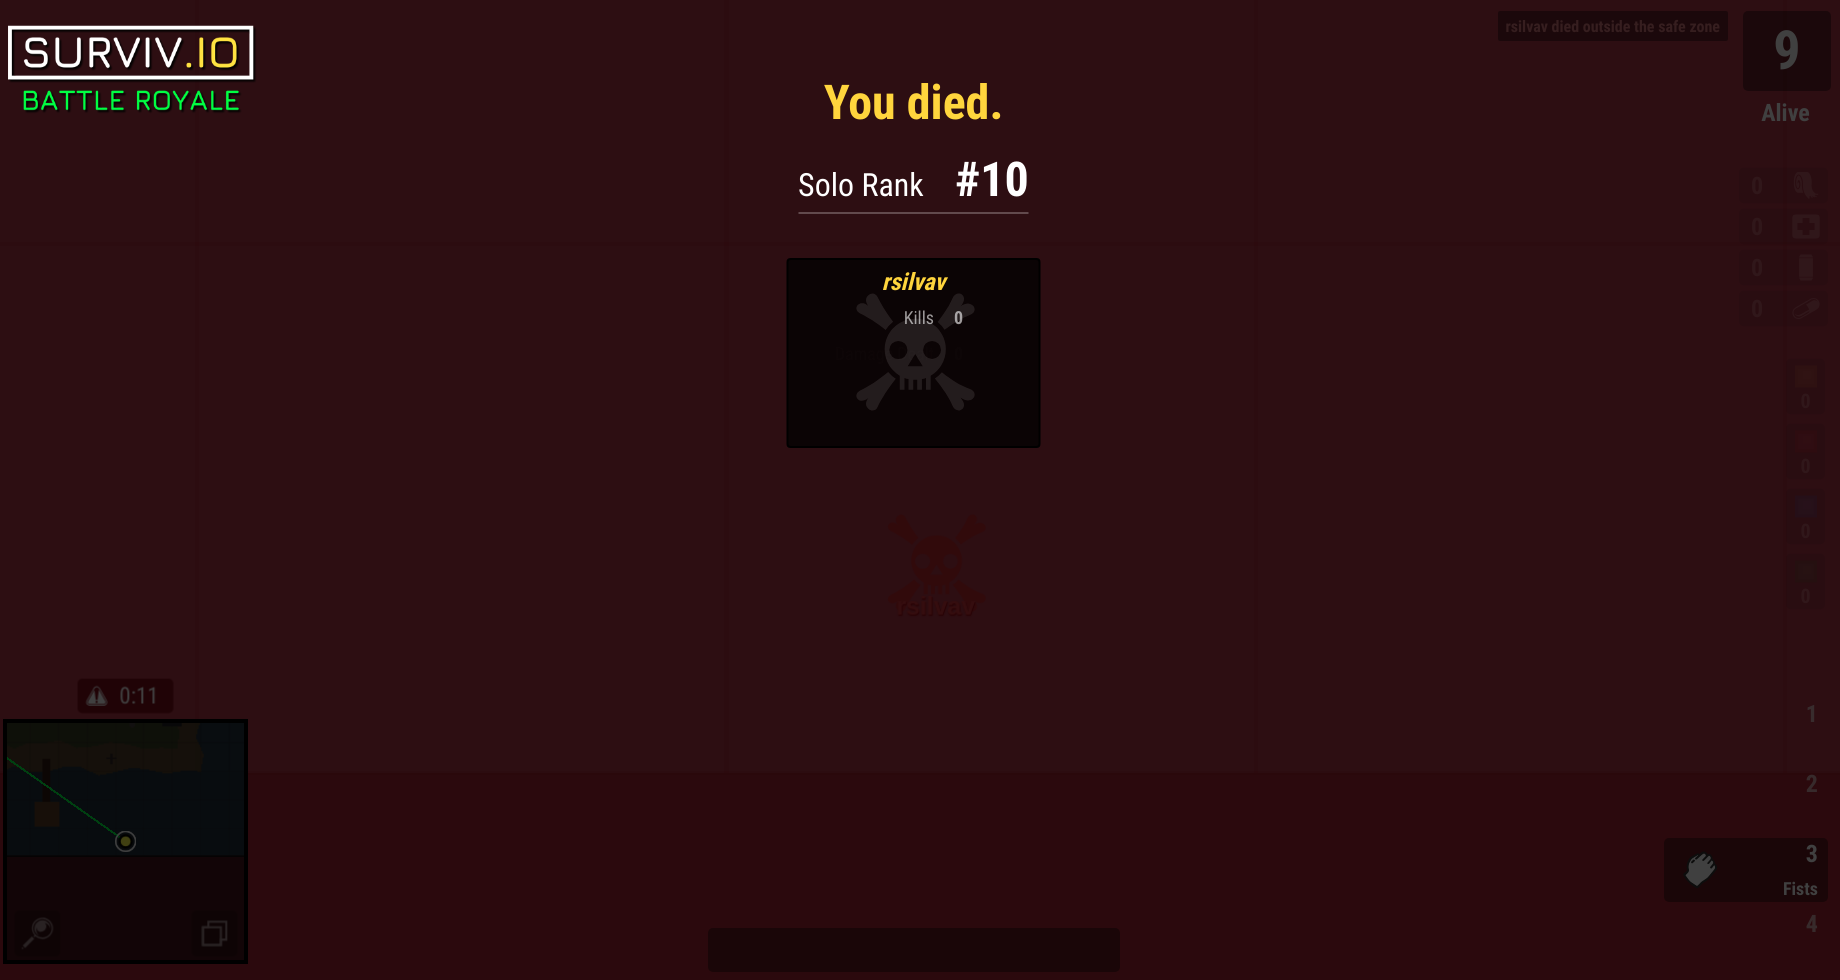 SURVIV.IO
BATTLE ROYALE
rsilvav died outside the safe zone
9
Alive
You died.
Solo Rank #10
rsilvav
Kills 0
0
0
0
0
0
0
0
0
rsilvav
0:11
1
2
3
Fists
4